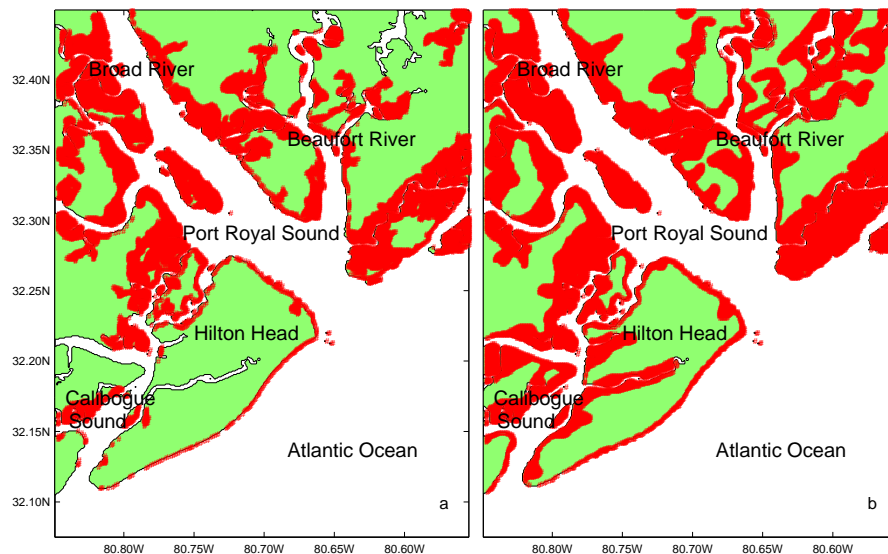 32.40N
32.35N
32.30N
32.25N
32.20N
32.15N
32.10N
Broad River
Beaufort River
Port Royal Sound
Hilton Head
Calibogue
Sound
Atlantic Ocean
a
80.80W 80.75W 80.70W 80.65W 80.60W
Broad River
Beaufort River
Port Royal Sound
Hilton Head
Calibogue
Sound
Atlantic Ocean
b
80.80W 80.75W 80.70W 80.65W 80.60W